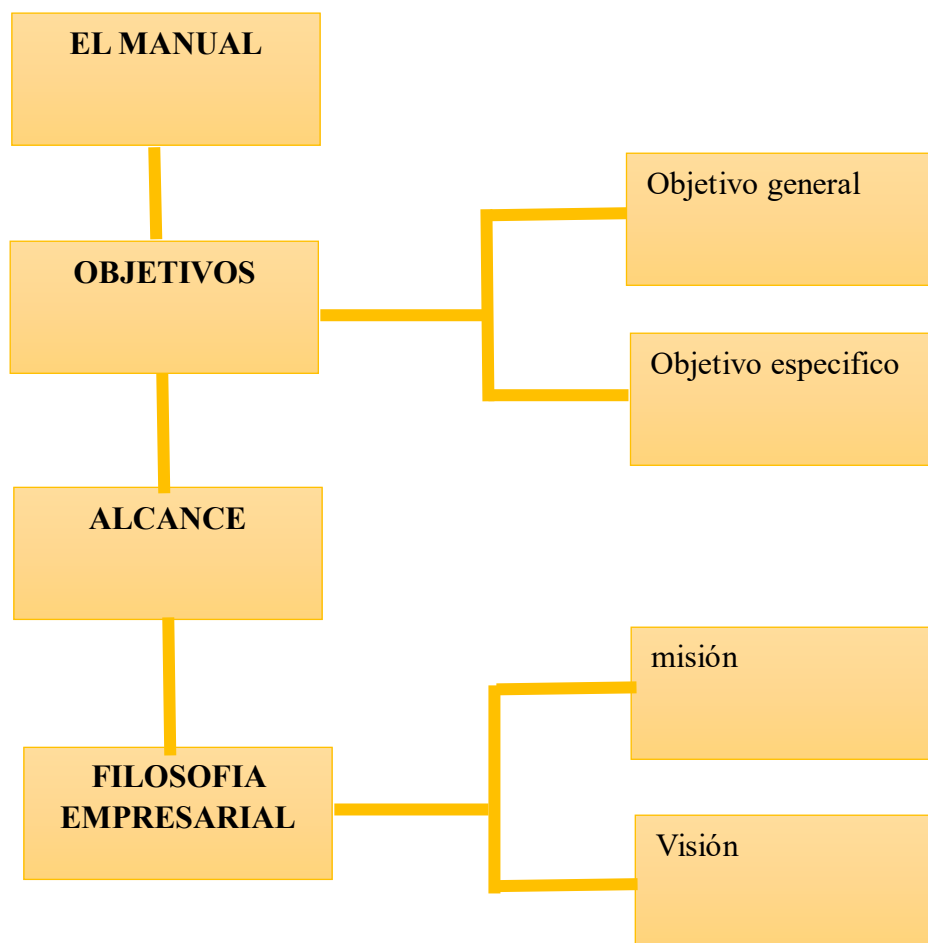 EL MANUAL
OBJETIVOS
Objetivo general
Objetivo especifico
ALCANCE
FILOSOFIA
EMPRESARIAL
misión
Visión